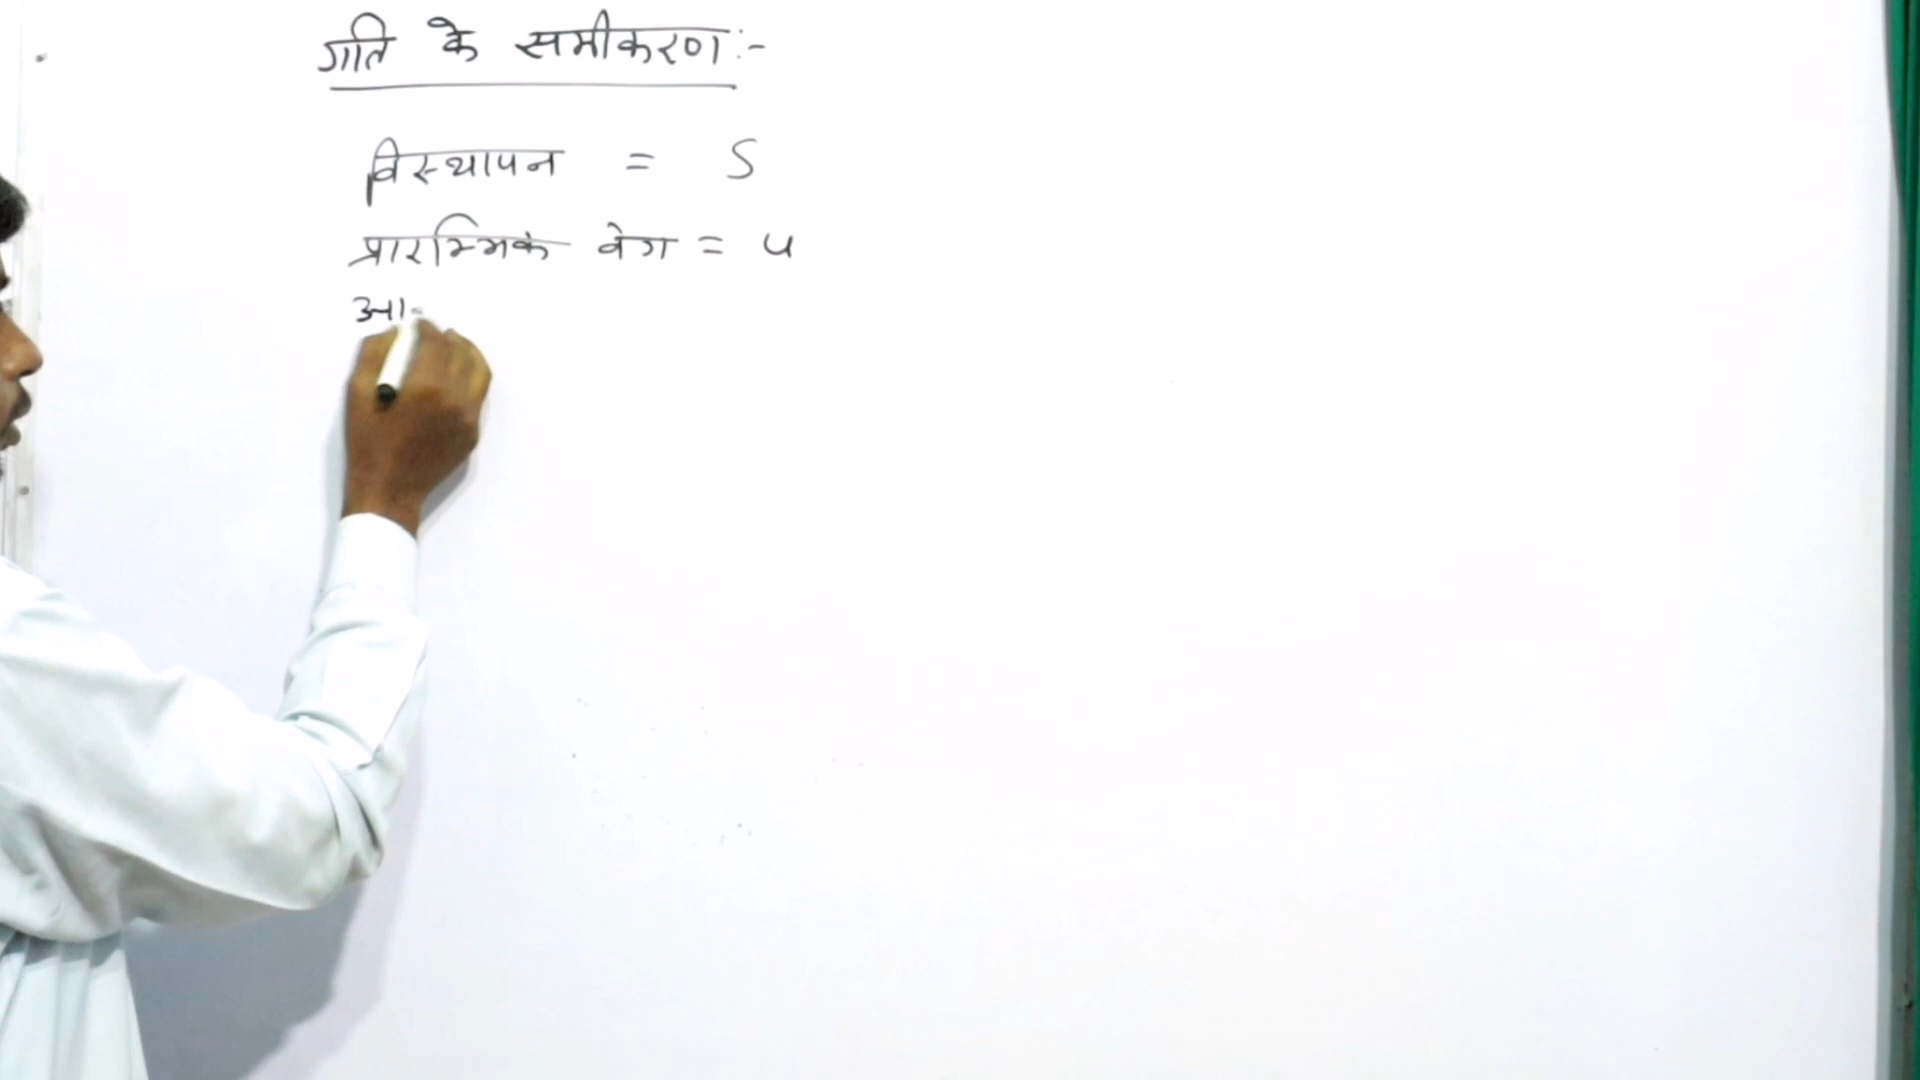 गति के समीकरण:-
विस्थापन = S
प्रारम्भिक वेग = u